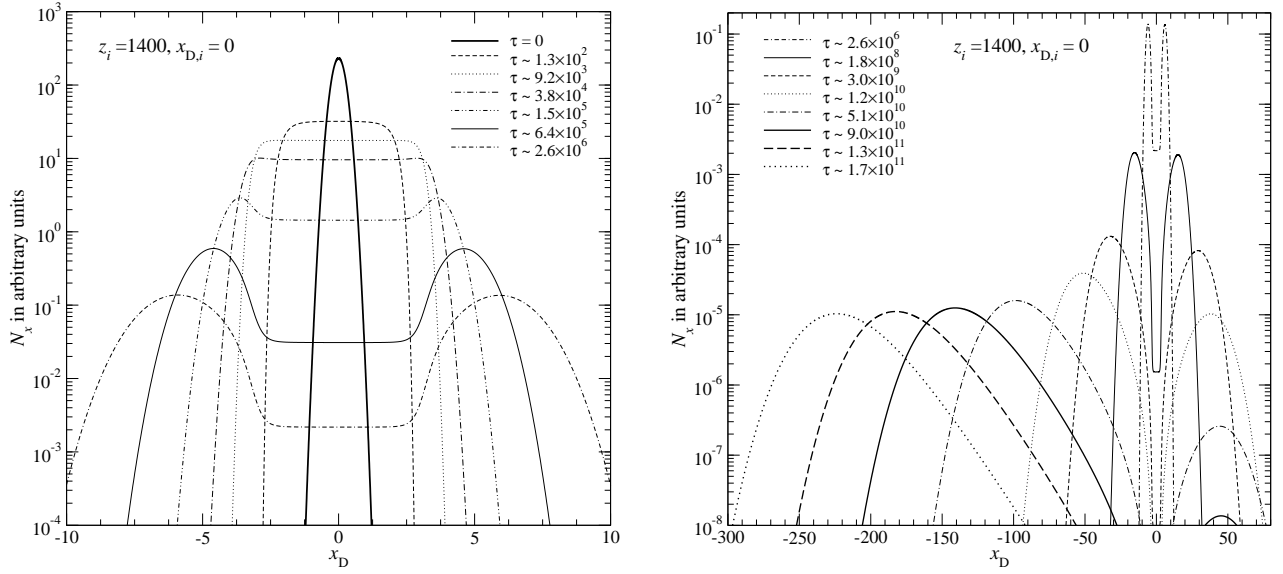 z_i =1400, x_D,i = 0
τ = 0
τ ~ 1.3×10^2
τ ~ 9.2×10^3
τ ~ 3.8×10^4
τ ~ 1.5×10^5
τ ~ 6.4×10^5
τ ~ 2.6×10^6
N_x in arbitrary units
10^3
10^2
10^1
10^0
10^-1
10^-2
10^-3
10^-4
-10 -5 0 5 10
x_D
z_i =1400, x_D,i = 0
τ ~ 2.6×10^6
τ ~ 1.8×10^8
τ ~ 3.0×10^9
τ ~ 1.2×10^10
τ ~ 5.1×10^10
τ ~ 9.0×10^10
τ ~ 1.3×10^11
τ ~ 1.7×10^11
N_x in arbitrary units
10^-1
10^-2
10^-3
10^-4
10^-5
10^-6
10^-7
10^-8
-300 -250 -200 -150 -100 -50 0 50
x_D